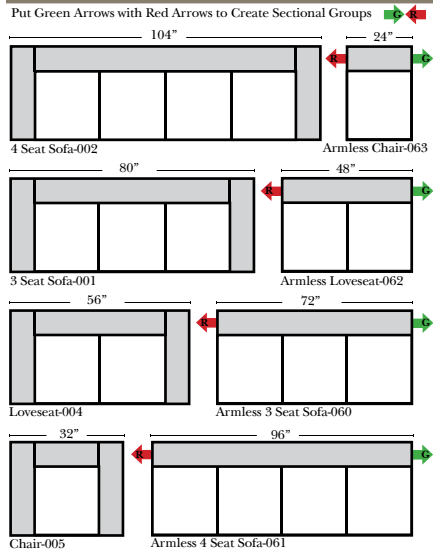 Put Green Arrows with Red Arrows to Create Sectional Groups G R
104” 24”
R G
4 Seat Sofa-002 Armless Chair-063
80” 48”
R G
3 Seat Sofa-001 Armless Loveseat-062
56” 72”
R G
Loveseat-004 Armless 3 Seat Sofa-060
32” 96”
R G
Chair-005 Armless 4 Seat Sofa-061